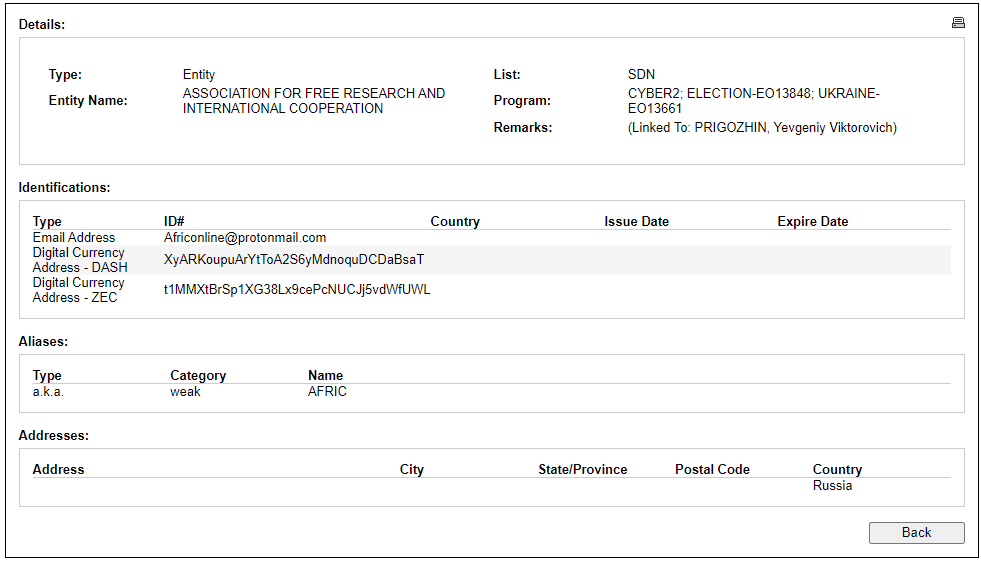 Details:
Type: Entity List: SDN
Entity Name: ASSOCIATION FOR FREE RESEARCH AND INTERNATIONAL COOPERATION
Program: CYBER2; ELECTION-EO13848; UKRAINE-EO13661
Remarks: (Linked To: PRIGOZHIN, Yevgeniy Viktorovich)
Identifications:
Type ID# Country Issue Date Expire Date
Email Address Africonline@protonmail.com
Digital Currency
Address - DASH XyARKoupuArYtToA2S6yMdnoquDCDaBsaT
Digital Currency
Address - ZEC t1MMXtBrSp1XG38Lx9cePcNUCJj5vdWfUWL
Aliases:
Type Category Name
a.k.a. weak AFRIC
Addresses:
Address City State/Province Postal Code Country
Russia
Back